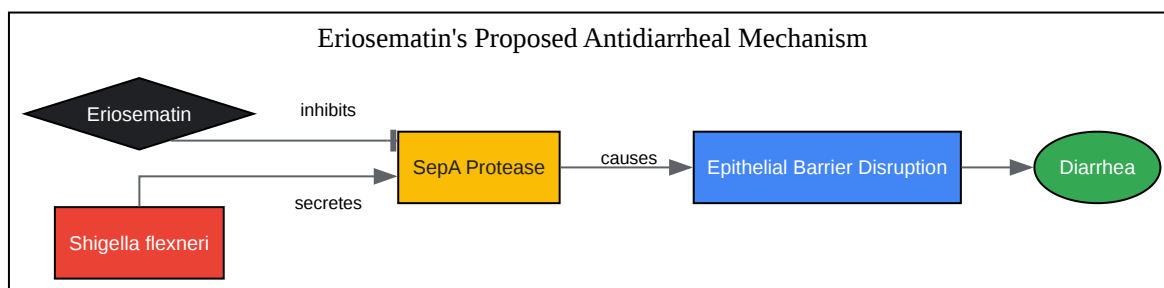 Eriosematin's Proposed Antidiarrheal Mechanism
Eriosematin
inhibits
SepA Protease
causes
Epithelial Barrier Disruption
Diarrhea
secretes
Shigella flexneri